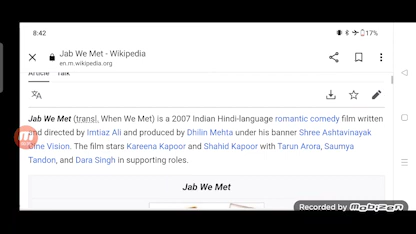 8:42
17%
Jab We Met - Wikipedia
en.m.wikipedia.org
Article Talk
Jab We Met (transl. When We Met) is a 2007 Indian Hindi-language romantic comedy film written
and directed by Imtiaz Ali and produced by Dhilin Mehta under his banner Shree Ashtavinayak
Cine Vision. The film stars Kareena Kapoor and Shahid Kapoor with Tarun Arora, Saumya
Tandon, and Dara Singh in supporting roles.
Jab We Met
Recorded by Mobizen